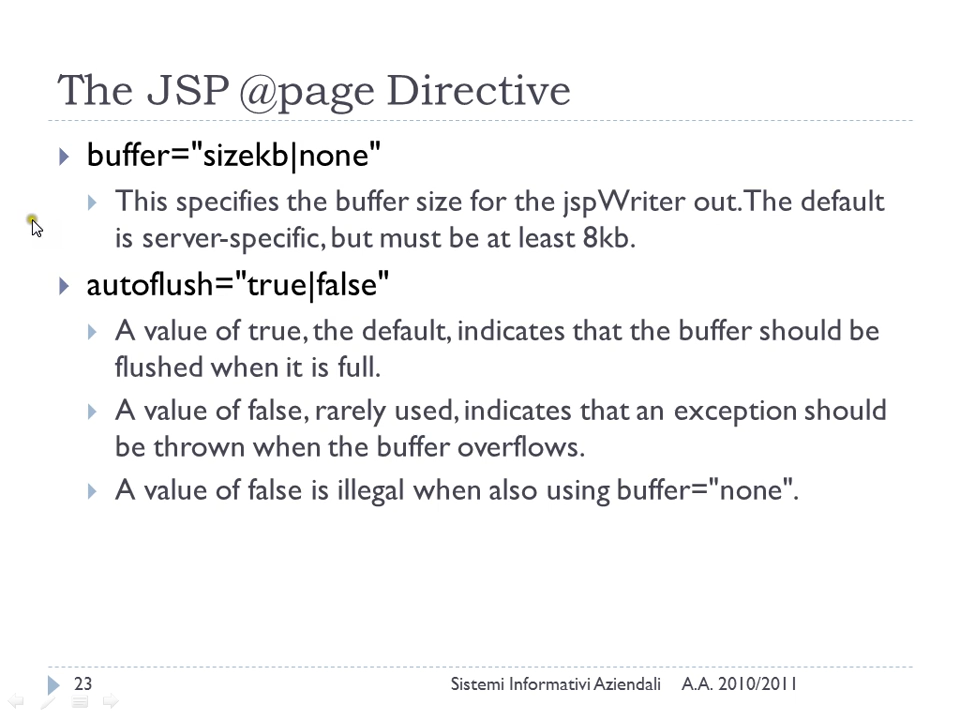 The JSP @page Directive
buffer="sizekb|none"
This specifies the buffer size for the jspWriter out. The default
is server-specific, but must be at least 8kb.
autoflush="true|false"
A value of true, the default, indicates that the buffer should be
flushed when it is full.
A value of false, rarely used, indicates that an exception should
be thrown when the buffer overflows.
A value of false is illegal when also using buffer="none".
23 Sistemi Informativi Aziendali A.A. 2010/2011